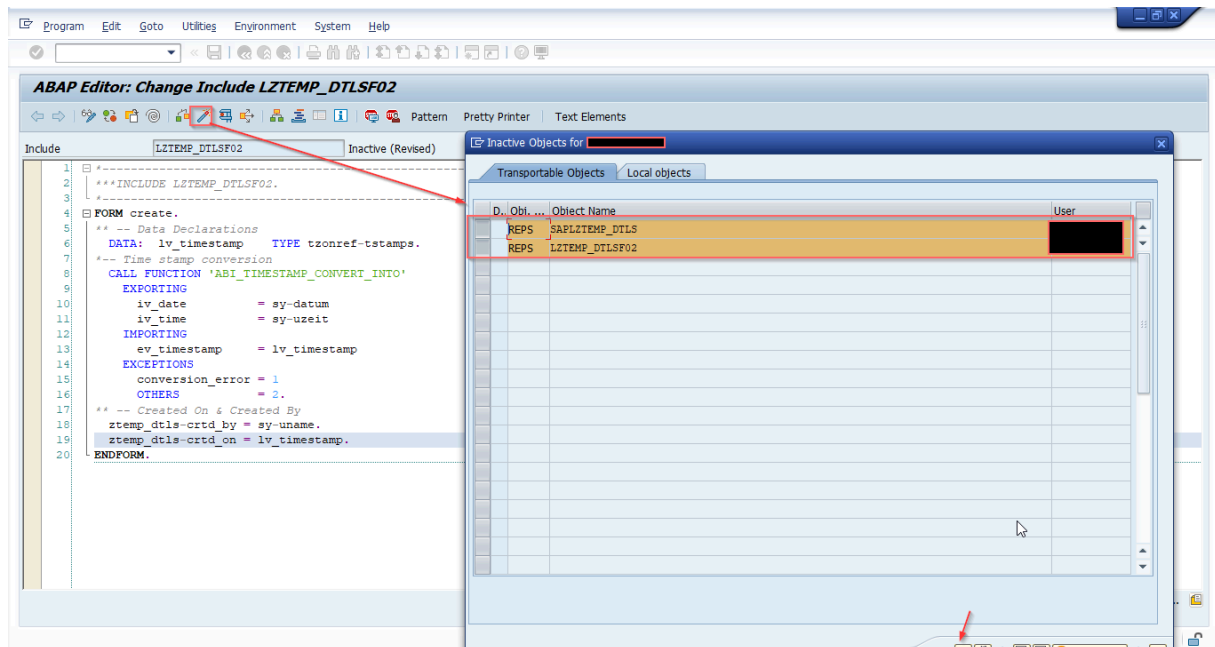 Program Edit Goto Utilities Environment System Help
ABAP Editor: Change Include LZTEMP_DTLSF02
Pattern Pretty Printer Text Elements
Include LZTEMP_DTLSF02 Inactive (Revised)
1 *----------------------------------------------------------------
2 ***INCLUDE LZTEMP_DTLSF02.
3 *----------------------------------------------------------------
4 FORM create.
5 ** -- Data Declarations
6 DATA: lv_timestamp TYPE tzonref-tstamps.
7 *-- Time stamp conversion
8 CALL FUNCTION 'ABI_TIMESTAMP_CONVERT_INTO'
9 EXPORTING
10 iv_date = sy-datum
11 iv_time = sy-uzeit
12 IMPORTING
13 ev_timestamp = lv_timestamp
14 EXCEPTIONS
15 conversion_error = 1
16 OTHERS = 2.
17 ** -- Created On & Created By
18 ztemp_dtls-crtd_by = sy-uname.
19 ztemp_dtls-crtd_on = lv_timestamp.
20 ENDFORM.
Inactive Objects for
Transportable Objects Local objects
D.. Obj. ... Object Name User
REPS SAPLZTEMP_DTLS
REPS LZTEMP_DTLSF02